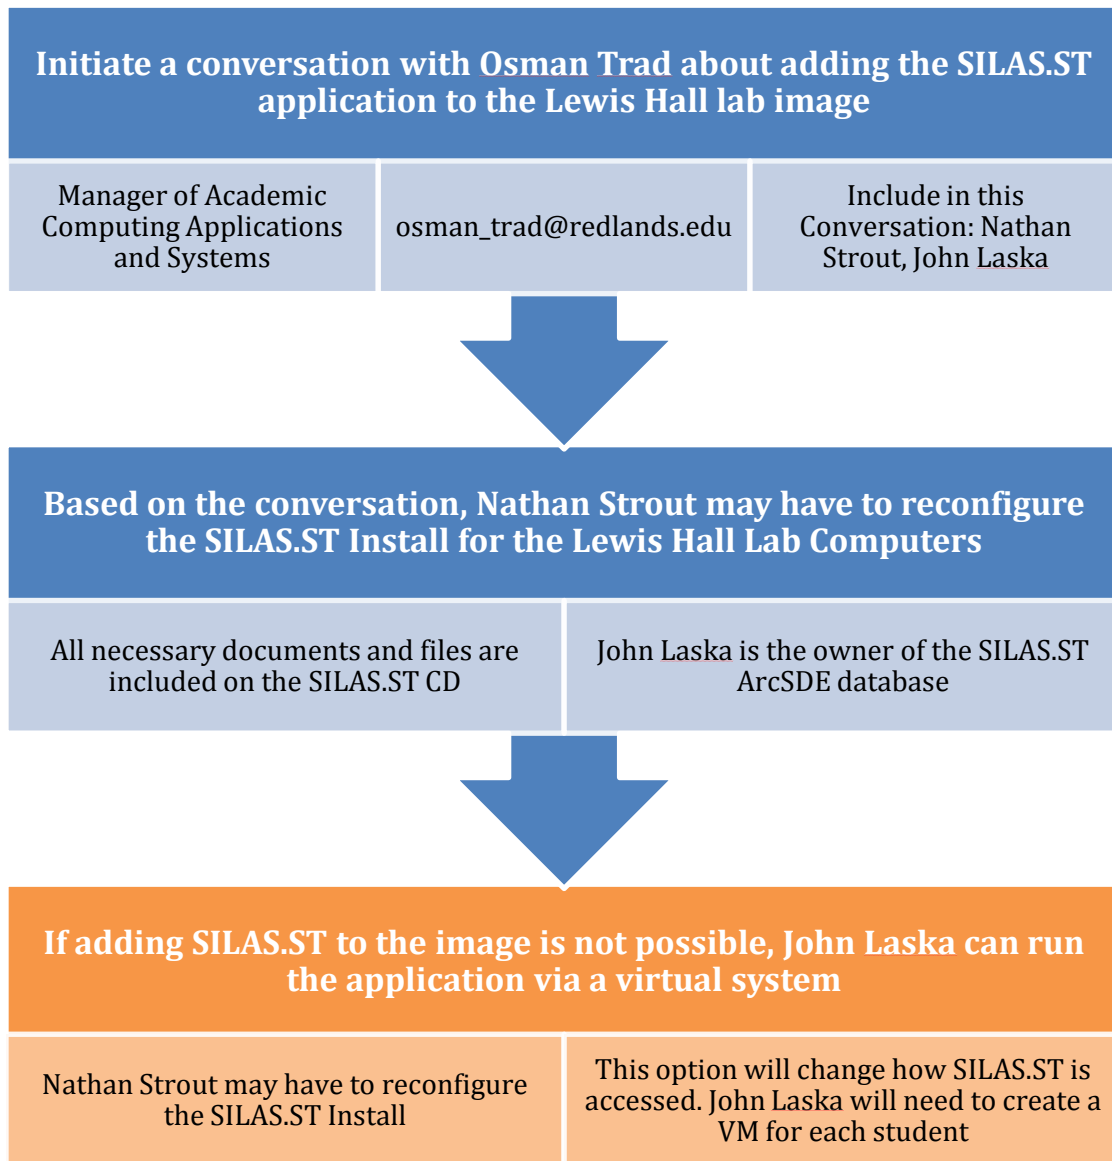 Initiate a conversation with Osman Trad about adding the SILAS.ST
application to the Lewis Hall lab image
Manager of Academic
Computing Applications
and Systems
osman_trad@redlands.edu
Include in this
Conversation: Nathan
Strout, John Laska
Based on the conversation, Nathan Strout may have to reconfigure
the SILAS.ST Install for the Lewis Hall Lab Computers
All necessary documents and files are
included on the SILAS.ST CD
John Laska is the owner of the SILAS.ST
ArcSDE database
If adding SILAS.ST to the image is not possible, John Laska can run
the application via a virtual system
Nathan Strout may have to reconfigure
the SILAS.ST Install
This option will change how SILAS.ST is
accessed. John Laska will need to create a
VM for each student